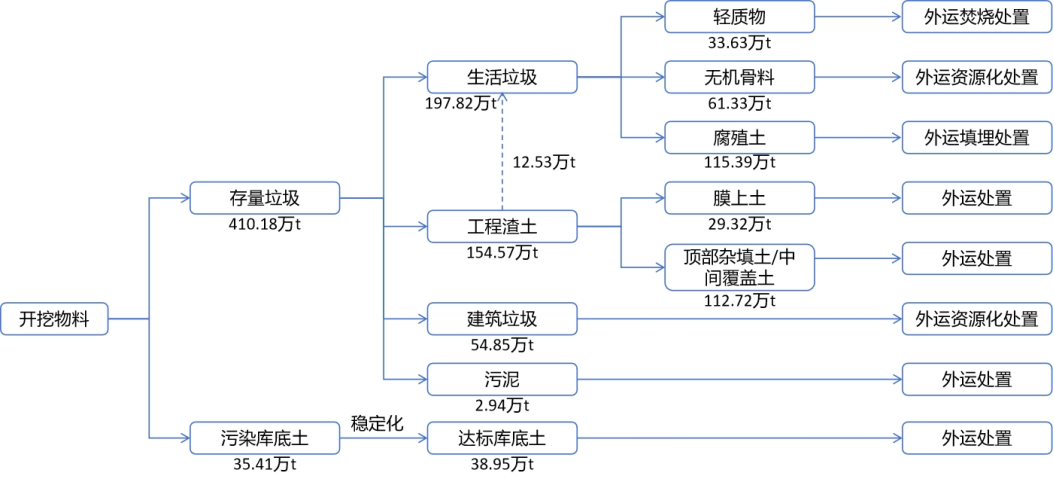 轻质物
外运焚烧处置
33.63万t
生活垃圾
无机骨料
外运资源化处置
197.82万t
61.33万t
腐殖土
外运填埋处置
12.53万t
115.39万t
存量垃圾
膜上土
外运处置
410.18万t
工程渣土
29.32万t
154.57万t
顶部杂填土/中
间覆盖土
外运处置
112.72万t
开挖物料
建筑垃圾
外运资源化处置
54.85万t
污泥
外运处置
2.94万t
污染库底土
稳定化
达标库底土
外运处置
35.41万t
38.95万t